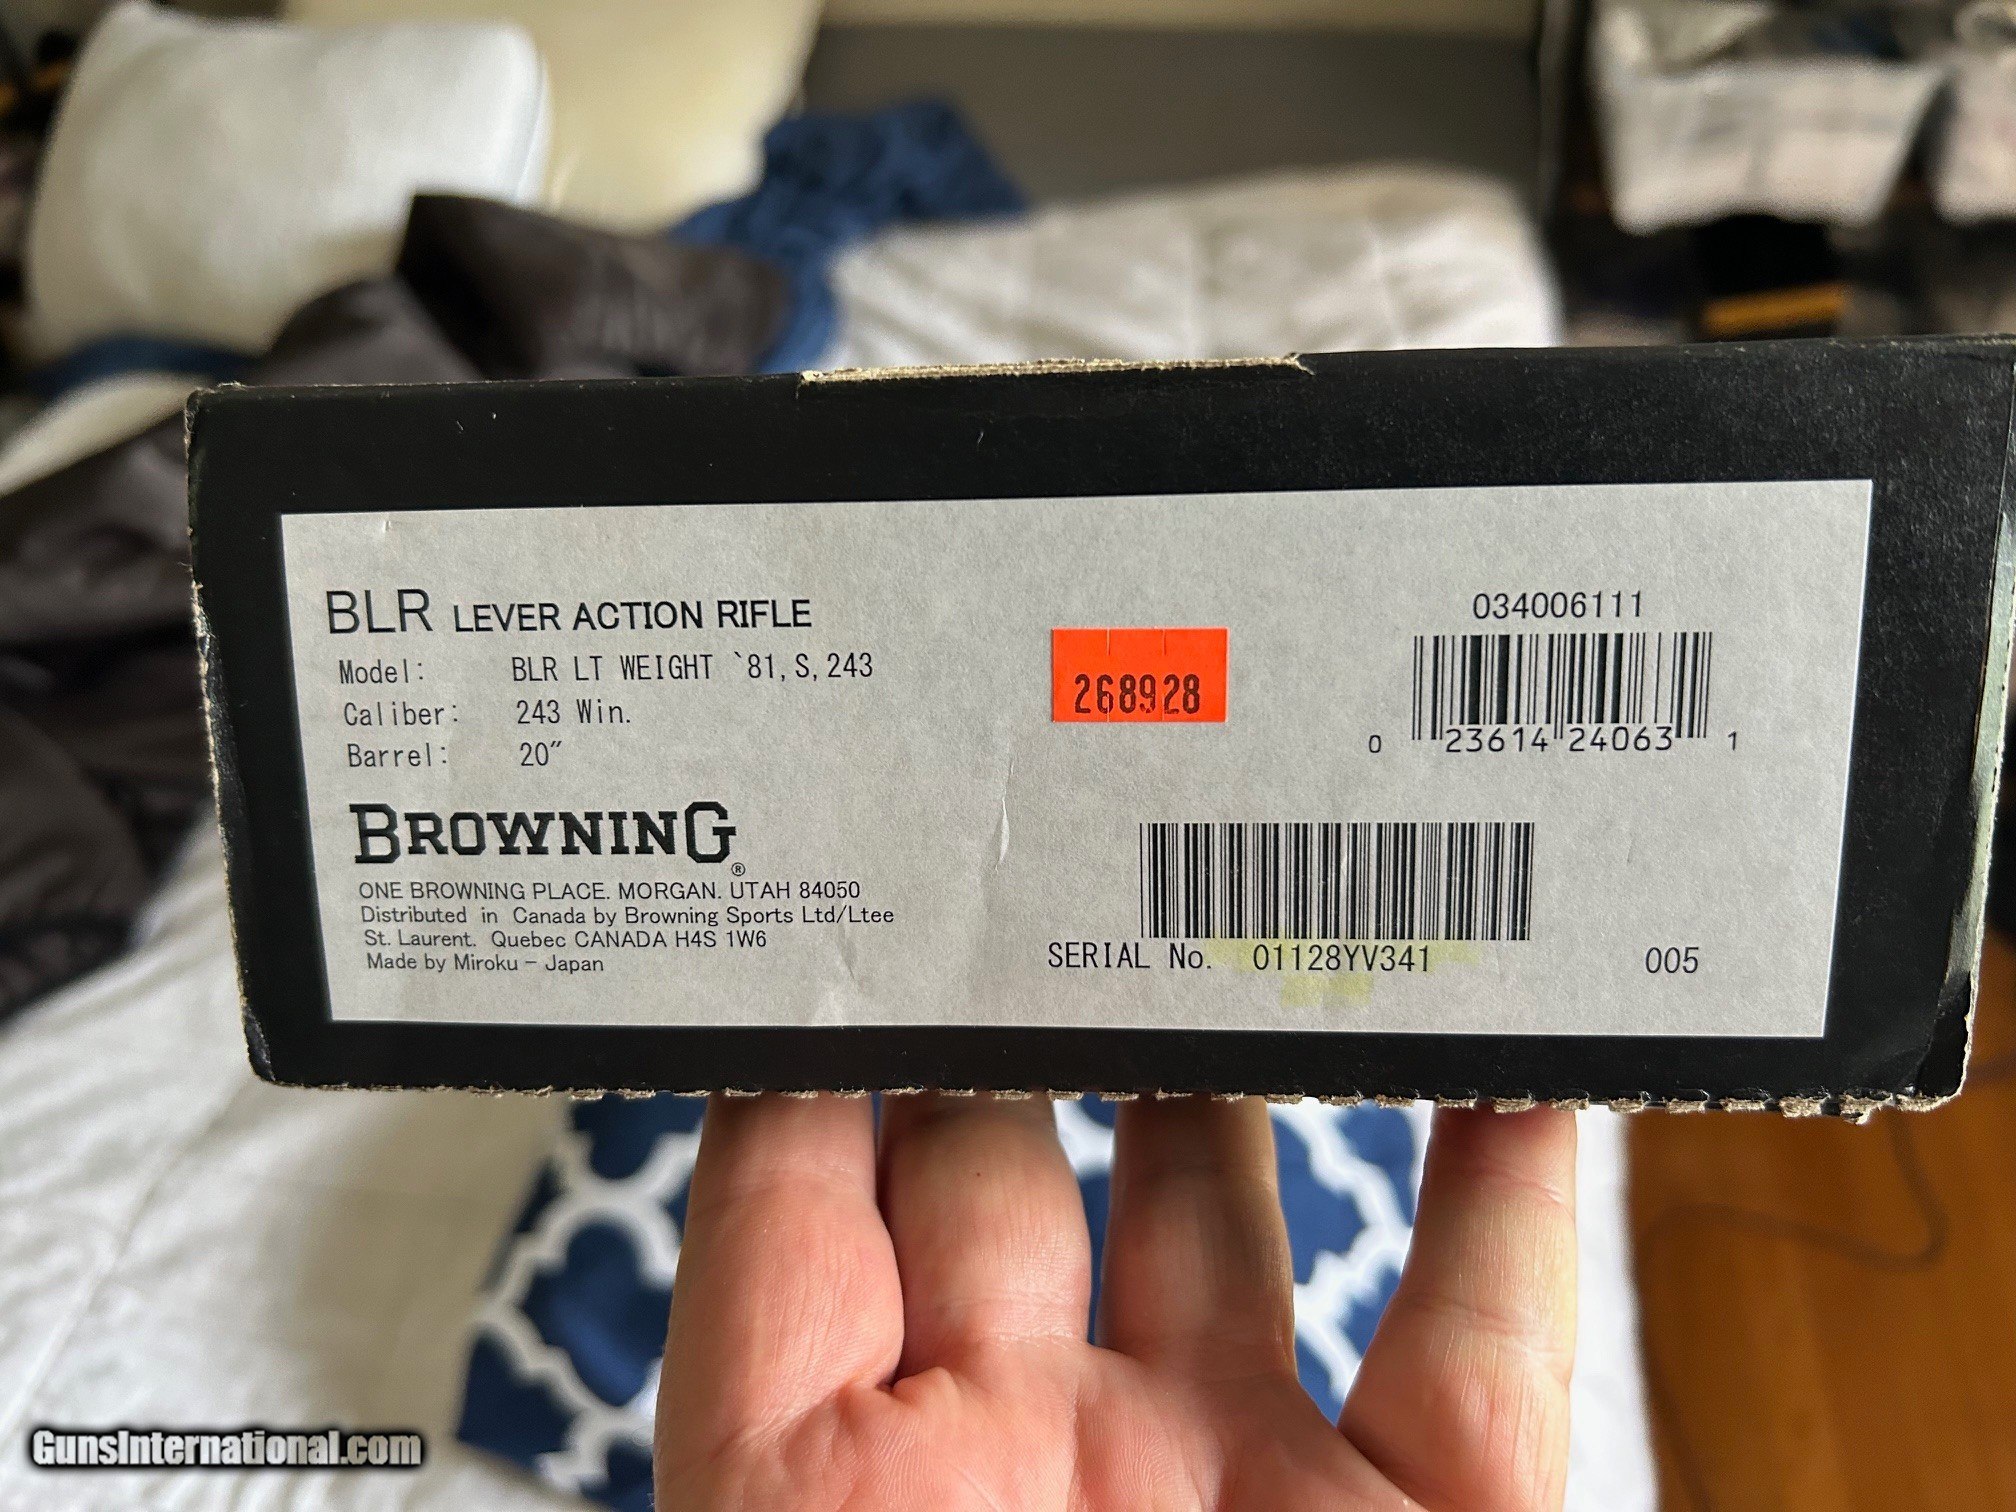 BLR LEVER ACTION RIFLE
Model: BLR LT WEIGHT `81, S, 243
Caliber: 243 Win.
Barrel: 20″
BROWNING®
ONE BROWNING PLACE. MORGAN. UTAH 84050
Distributed in Canada by Browning Sports Ltd/Ltee
St. Laurent. Quebec CANADA H4S 1W6
Made by Miroku - Japan
268928
034006111
0 23614 24063 1
SERIAL No. 01128YV341
005
GunsInternational.com